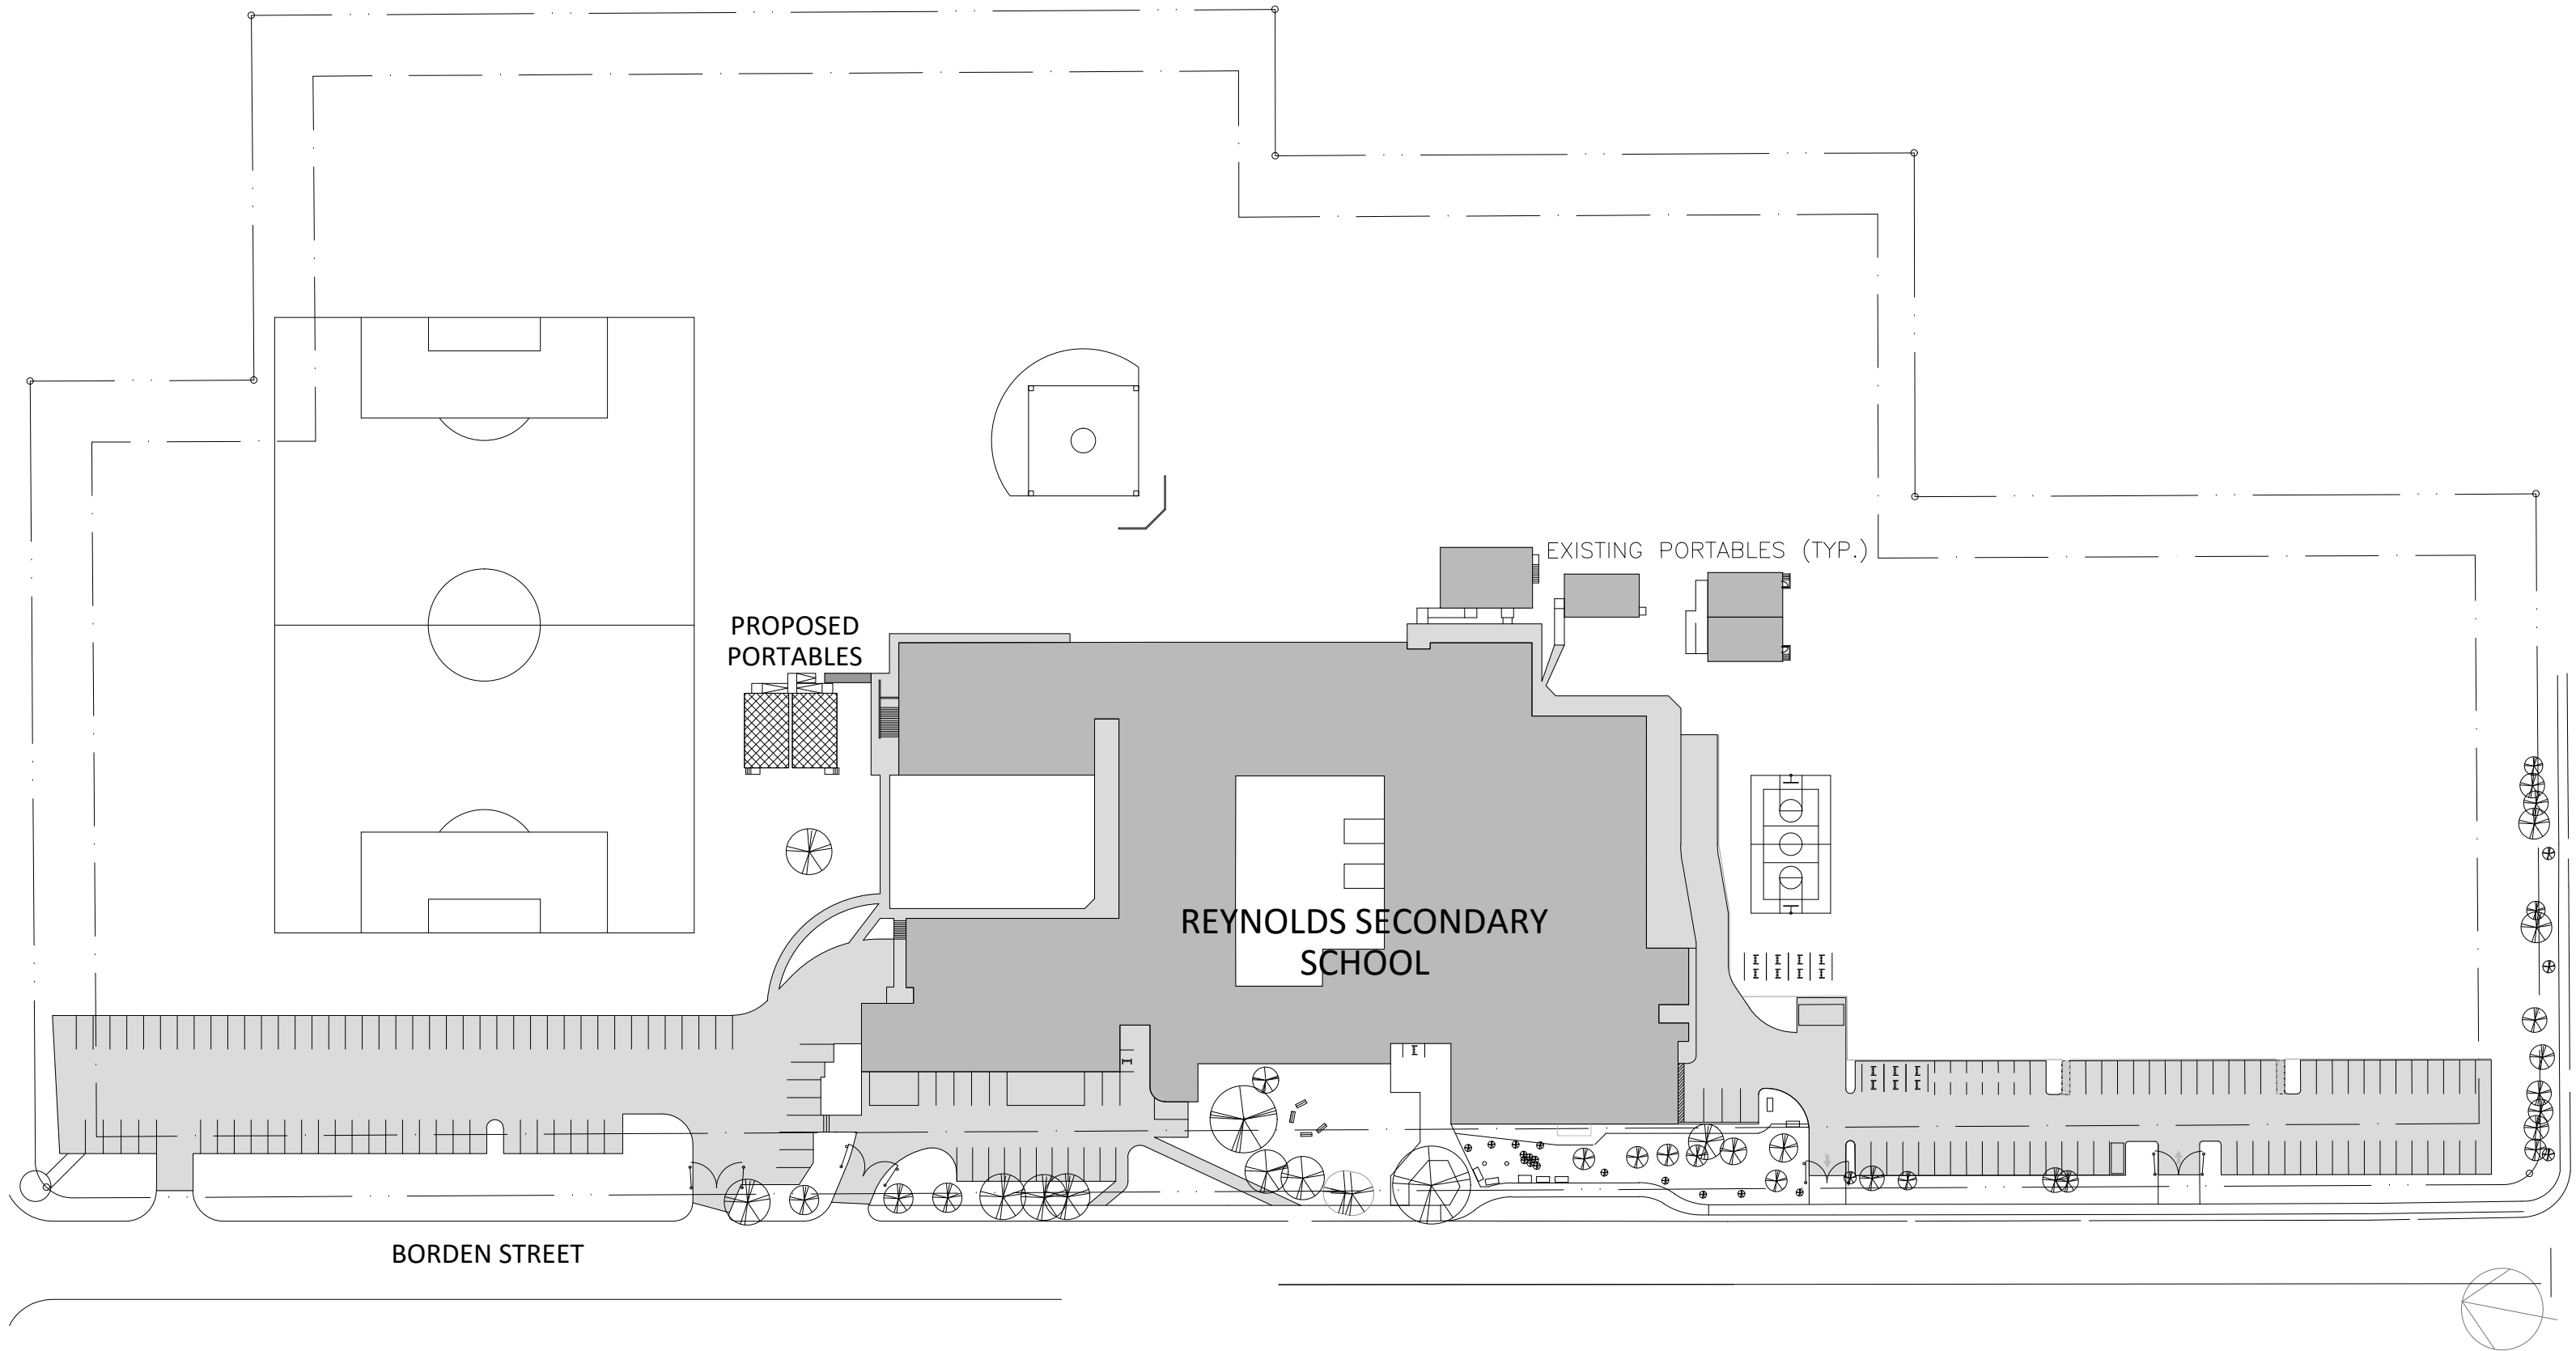 EXISTING PORTABLES (TYP.)
PROPOSED
PORTABLES
REYNOLDS SECONDARY
SCHOOL
BORDEN STREET